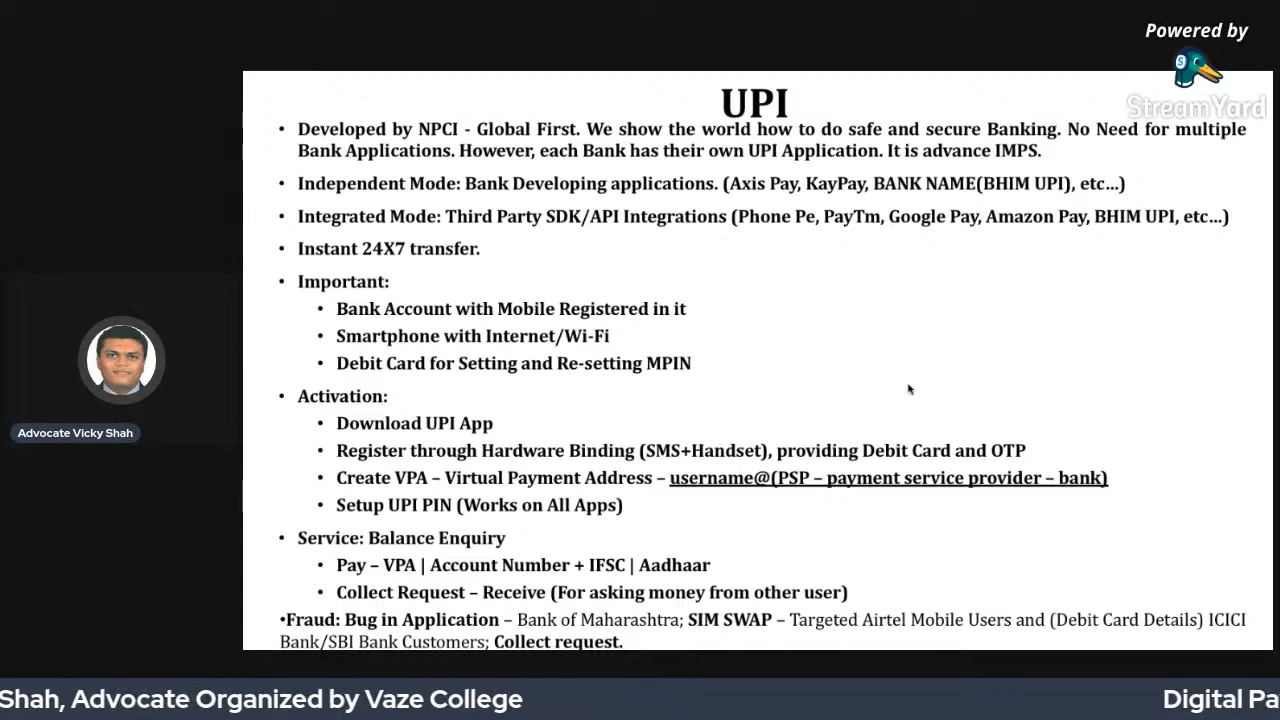 Powered by
StreamYard
UPI
• Developed by NPCI - Global First. We show the world how to do safe and secure Banking. No Need for multiple
Bank Applications. However, each Bank has their own UPI Application. It is advance IMPS.
• Independent Mode: Bank Developing applications. (Axis Pay, KayPay, BANK NAME(BHIM UPI), etc...)
• Integrated Mode: Third Party SDK/API Integrations (Phone Pe, PayTm, Google Pay, Amazon Pay, BHIM UPI, etc...)
• Instant 24X7 transfer.
• Important:
• Bank Account with Mobile Registered in it
• Smartphone with Internet/Wi-Fi
• Debit Card for Setting and Re-setting MPIN
• Activation:
• Download UPI App
• Register through Hardware Binding (SMS+Handset), providing Debit Card and OTP
• Create VPA – Virtual Payment Address – username@(PSP – payment service provider – bank)
• Setup UPI PIN (Works on All Apps)
• Service: Balance Enquiry
• Pay – VPA | Account Number + IFSC | Aadhaar
• Collect Request – Receive (For asking money from other user)
•Fraud: Bug in Application – Bank of Maharashtra; SIM SWAP – Targeted Airtel Mobile Users and (Debit Card Details) ICICI
Bank/SBI Bank Customers; Collect request.
Advocate Vicky Shah
Shah, Advocate Organized by Vaze College
Digital Pa